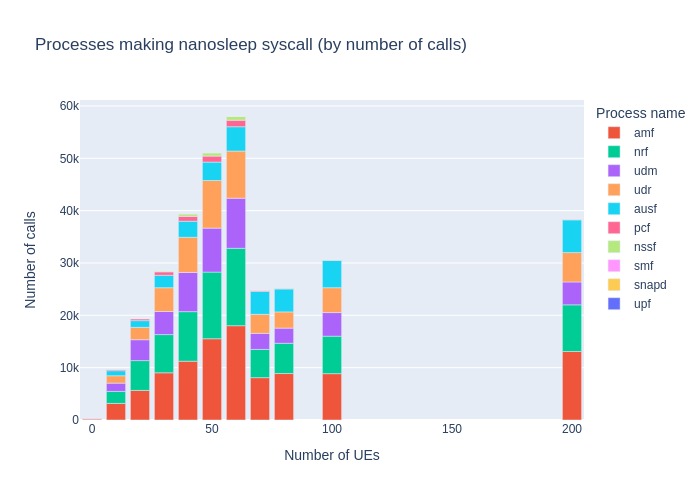 Processes making nanosleep syscall (by number of calls)
Process name
amf
nrf
udm
udr
ausf
pcf
nssf
smf
snapd
upf
Number of calls
60k
50k
40k
30k
20k
10k
0
0 50 100 150 200
Number of UEs